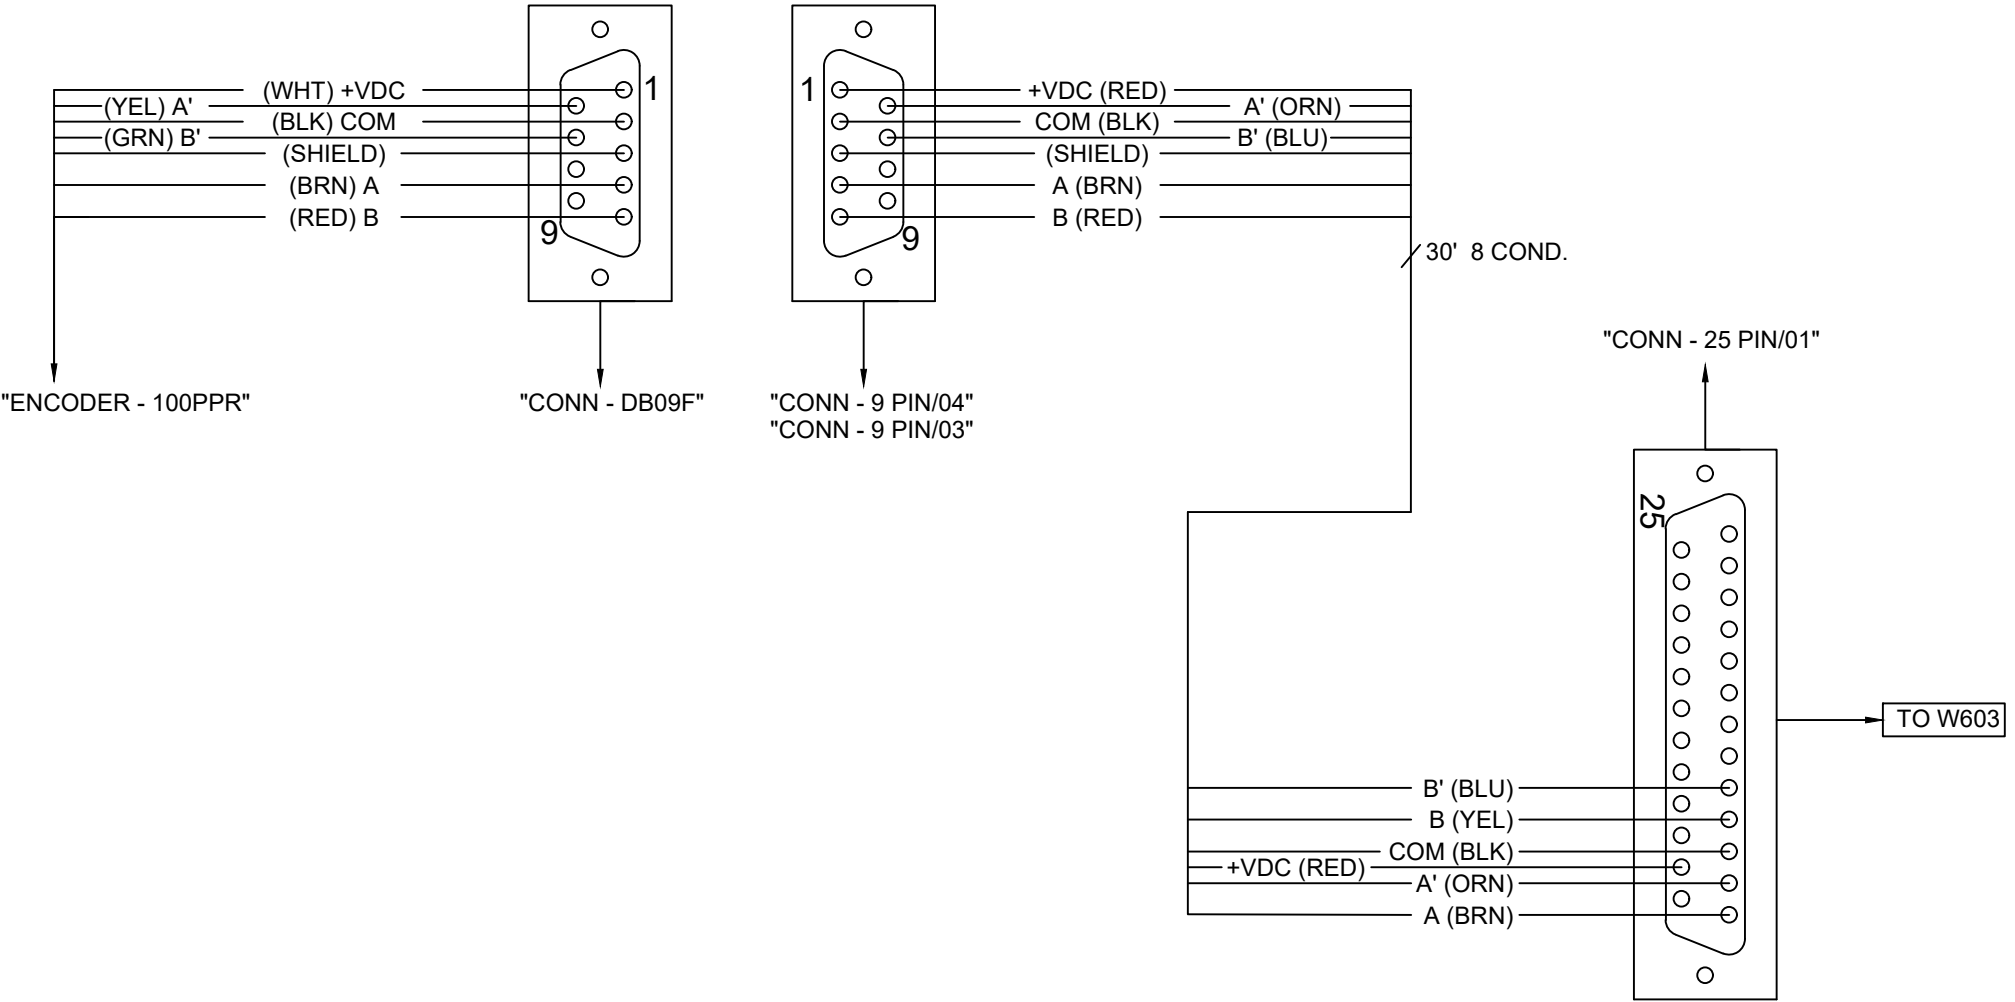 (WHT) +VDC
(YEL) A'
(BLK) COM
(GRN) B'
(SHIELD)
(BRN) A
(RED) B
1
9
"ENCODER - 100PPR"
"CONN - DB09F"
1
9
+VDC (RED)
A' (ORN)
COM (BLK)
B' (BLU)
(SHIELD)
A (BRN)
B (RED)
30'  8 COND.
"CONN - 9 PIN/04"
"CONN - 9 PIN/03"
"CONN - 25 PIN/01"
25
TO W603
B' (BLU)
B (YEL)
COM (BLK)
+VDC (RED)
A' (ORN)
A (BRN)